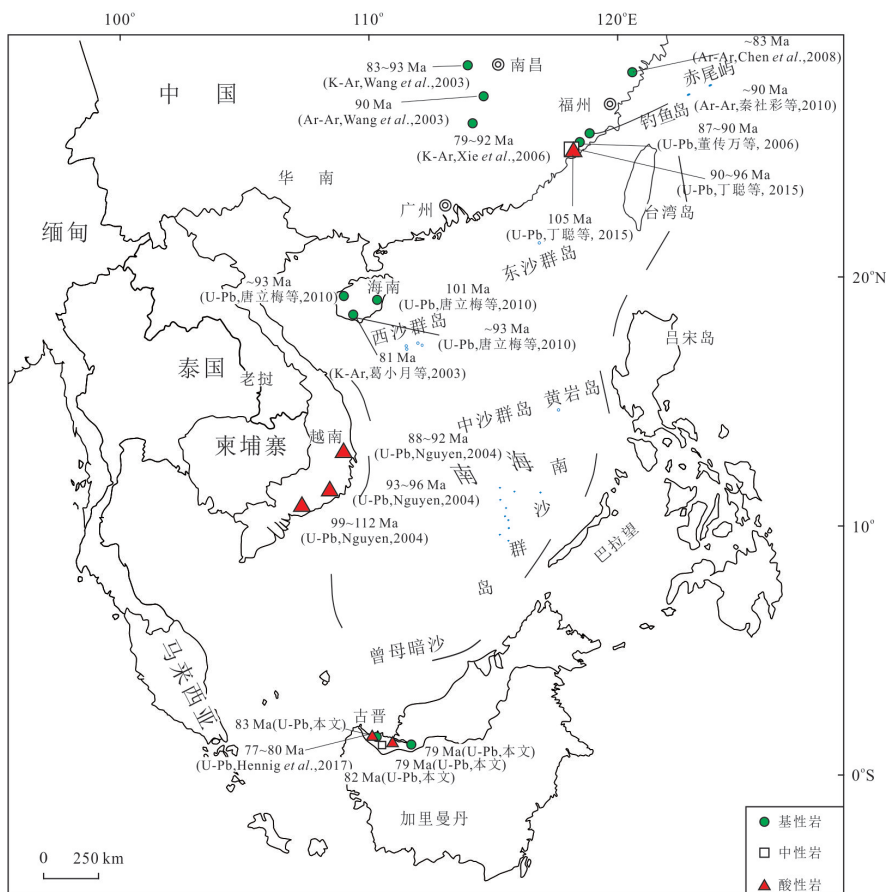 100°
110°
120°E
83~93 Ma
(K-Ar,Wang et al.,2003)
南昌
~83 Ma
(Ar-Ar,Chen et al.,2008)
赤尾屿
中 国
90 Ma
(Ar-Ar,Wang et al.,2003)
福州
~90 Ma
(Ar-Ar,秦社彩等,2010)
钓鱼岛
79~92 Ma
(K-Ar,Xie et al.,2006)
87~90 Ma
(U-Pb,董传万等, 2006)
华 南
90~96 Ma
(U-Pb,丁聪等,2015)
广州
105 Ma
(U-Pb,丁聪等, 2015)
台湾岛
缅甸
东沙群岛
20°N
~93 Ma
(U-Pb,唐立梅等,2010)
海南
101 Ma
(U-Pb,唐立梅等,2010)
西沙群岛
~93 Ma
(U-Pb,唐立梅等,2010)
吕宋岛
81 Ma
(K-Ar,葛小月等,2003)
泰国
老挝
中沙群岛
黄岩岛
柬埔寨
越南
88~92 Ma
(U-Pb,Nguyen,2004)
南 海
93~96 Ma
(U-Pb,Nguyen,2004)
南
沙
群
岛
99~112 Ma
(U-Pb,Nguyen,2004)
10°
巴拉望
曾母暗沙
马来西亚
古晋
83 Ma(U-Pb,本文)
77~80 Ma
(U-Pb,Hennig et al.,2017)
79 Ma(U-Pb,本文)
79 Ma(U-Pb,本文)
82 Ma(U-Pb,本文)
0°S
加里曼丹
基性岩
中性岩
酸性岩
0 250 km